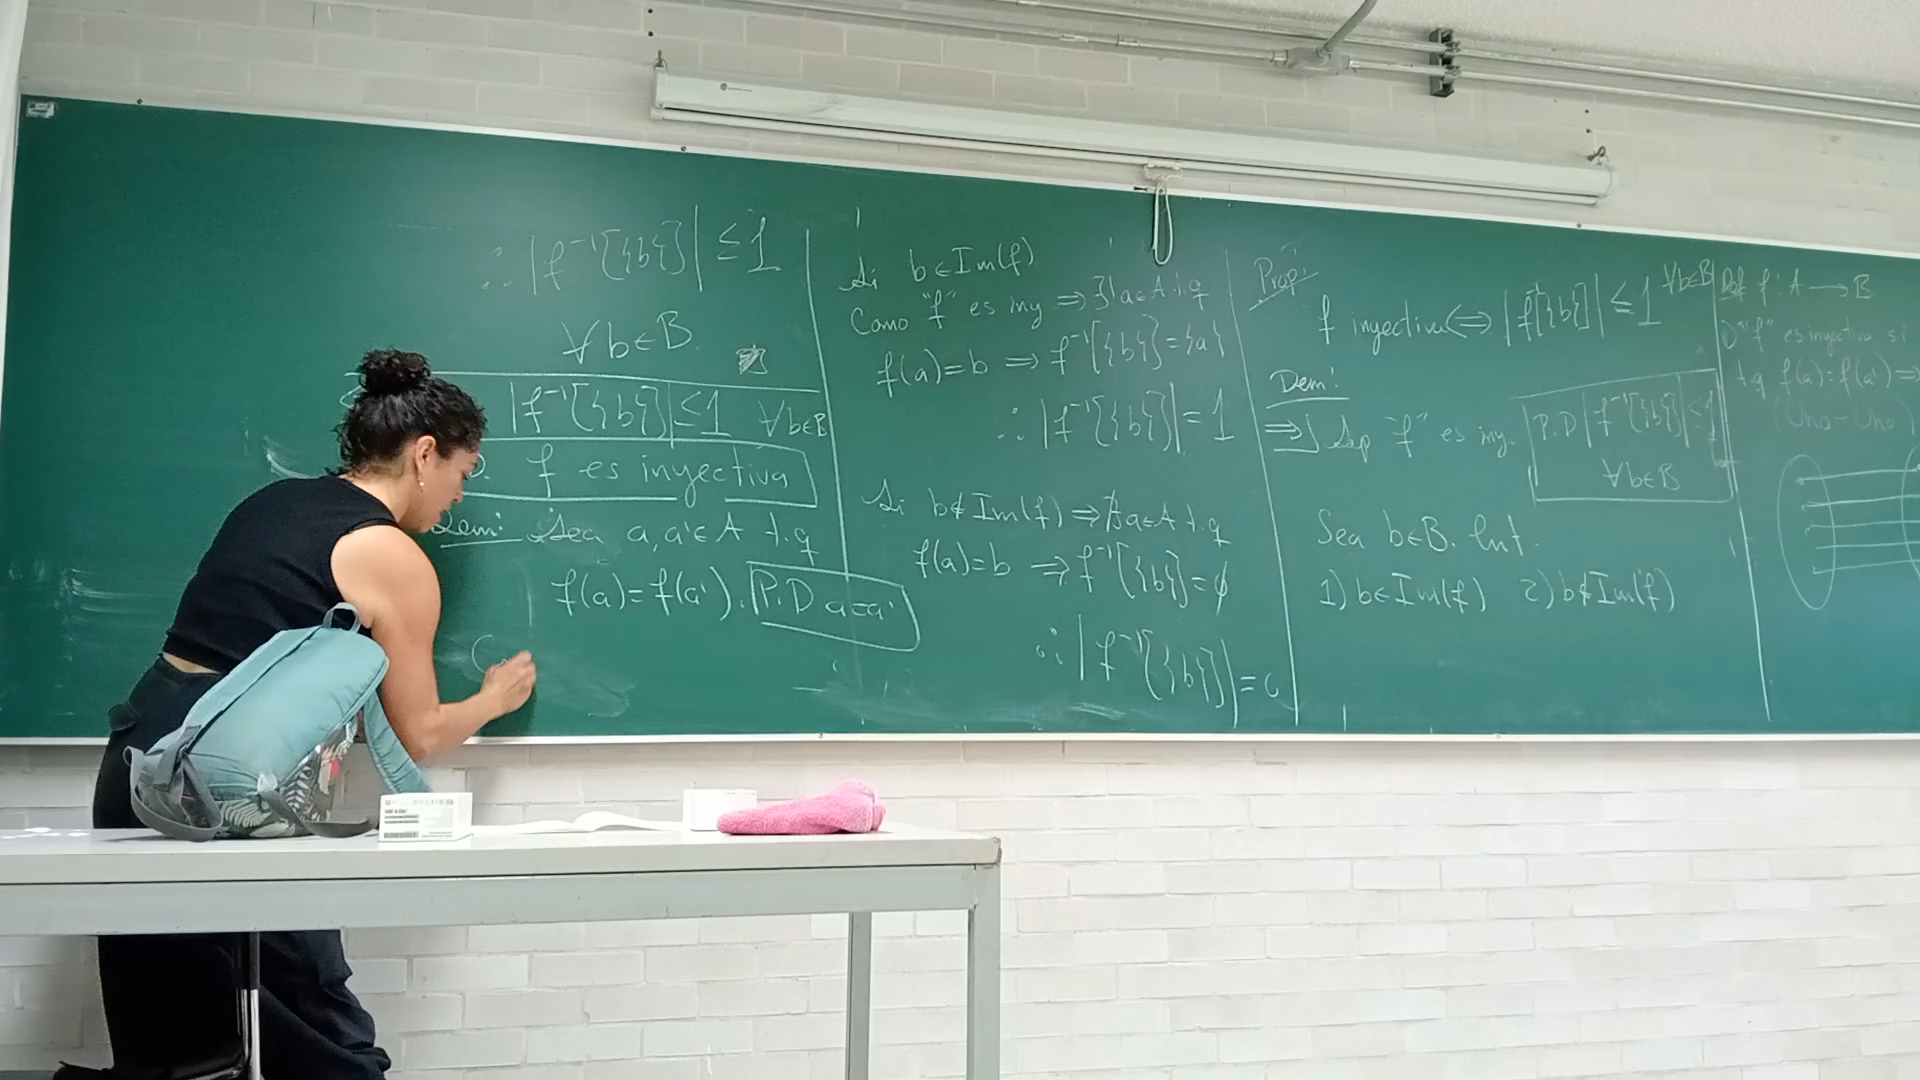 ∴ |f⁻¹[{b}]| ≤ 1
∀b∈B.
|f⁻¹[{b}]| ≤ 1 ∀b∈B
f es inyectiva
Dem: Sea a, a'∈A t.q
f(a)=f(a'). P.D a=a'
Si b∈Im(f)
Como "f" es iny ⇒ ∃! a∈A t.q
f(a)=b ⇒ f⁻¹[{b}]={a}
∴ |f⁻¹[{b}]| = 1
Si b∉Im(f) ⇒ ∄ a∈A t.q
f(a)=b ⇒ f⁻¹[{b}]=∅
∴ |f⁻¹[{b}]| = 0
Prop:
f inyectiva ⇔ |f⁻¹[{b}]| ≤ 1 ∀b∈B
Dem:
⇒] Sup "f" es iny. P.D |f⁻¹[{b}]| ≤ 1
∀b∈B
Sea b∈B. Ent.
1) b∈Im(f) 2) b∉Im(f)
Def f: A → B
1) "f" es inyectiva si
t.q f(a)=f(a') ⇒
(Uno-Uno)